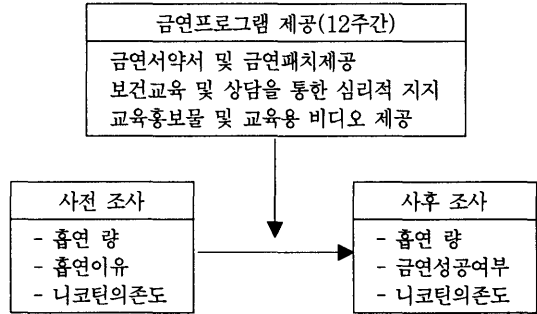 금연프로그램 제공(12주간)
금연서약서 및 금연패치제공
보건교육 및 상담을 통한 심리적 지지
교육홍보물 및 교육용 비디오 제공
사전 조사
- 흡연 량
- 흡연이유
- 니코틴의존도
사후 조사
- 흡연 량
- 금연성공여부
- 니코틴의존도